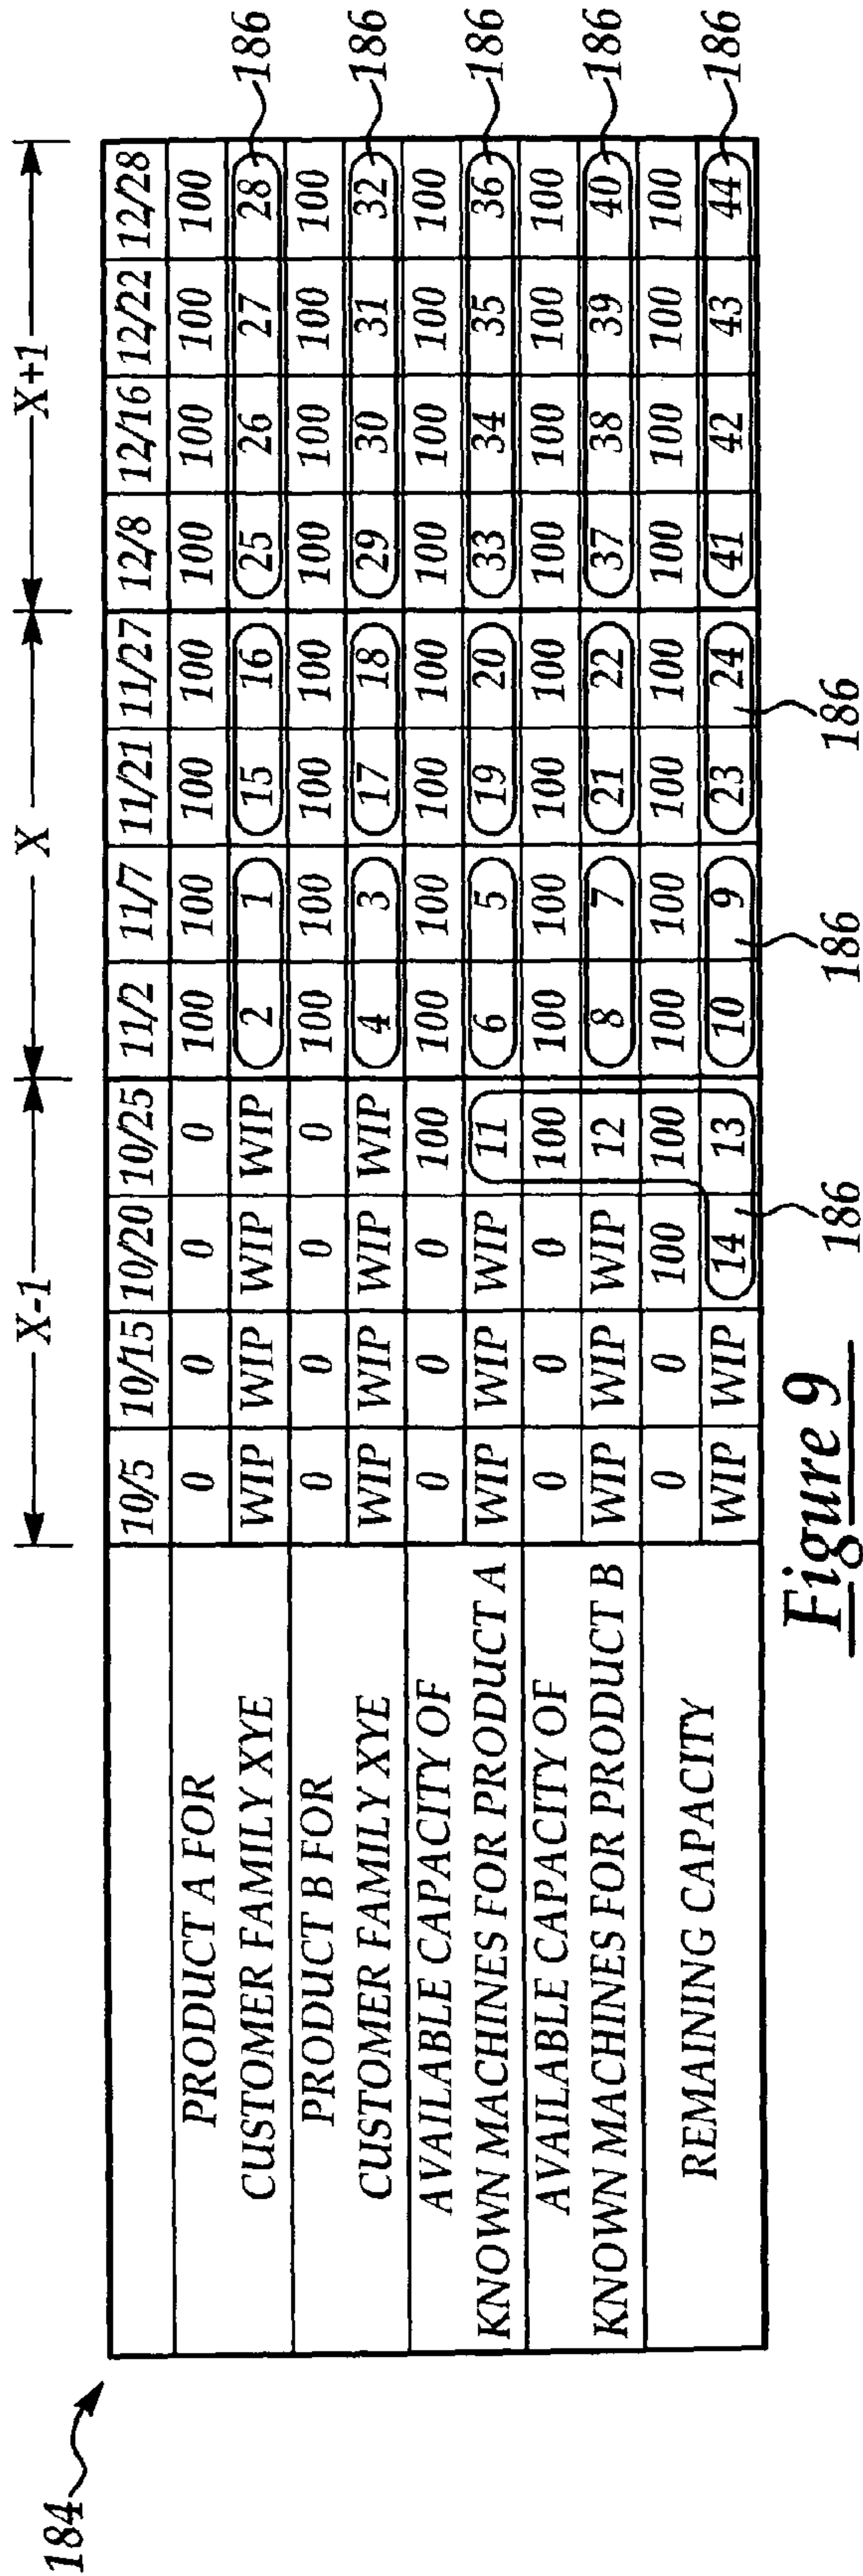 184
X-1 X X+1
10/5 10/15 10/20 10/25 11/2 11/7 11/21 11/27 12/8 12/16 12/22 12/28
PRODUCT A FOR 0 0 0 0 100 100 100 100 100 100 100 100
CUSTOMER FAMILY XYE WIP WIP WIP WIP 2 1 15 16 25 26 27 28 186
PRODUCT B FOR 0 0 0 0 100 100 100 100 100 100 100 100
CUSTOMER FAMILY XYE WIP WIP WIP WIP 4 3 17 18 29 30 31 32 186
AVAILABLE CAPACITY OF 0 0 0 100 100 100 100 100 100 100 100 100
KNOWN MACHINES FOR PRODUCT A WIP WIP WIP 11 6 5 19 20 33 34 35 36 186
AVAILABLE CAPACITY OF 0 0 0 100 100 100 100 100 100 100 100 100
KNOWN MACHINES FOR PRODUCT B WIP WIP WIP 12 8 7 21 22 37 38 39 40 186
REMAINING CAPACITY 0 0 100 100 100 100 100 100 100 100 100 100
WIP WIP 14 13 10 9 23 24 41 42 43 44 186
186 186 186
Figure 9